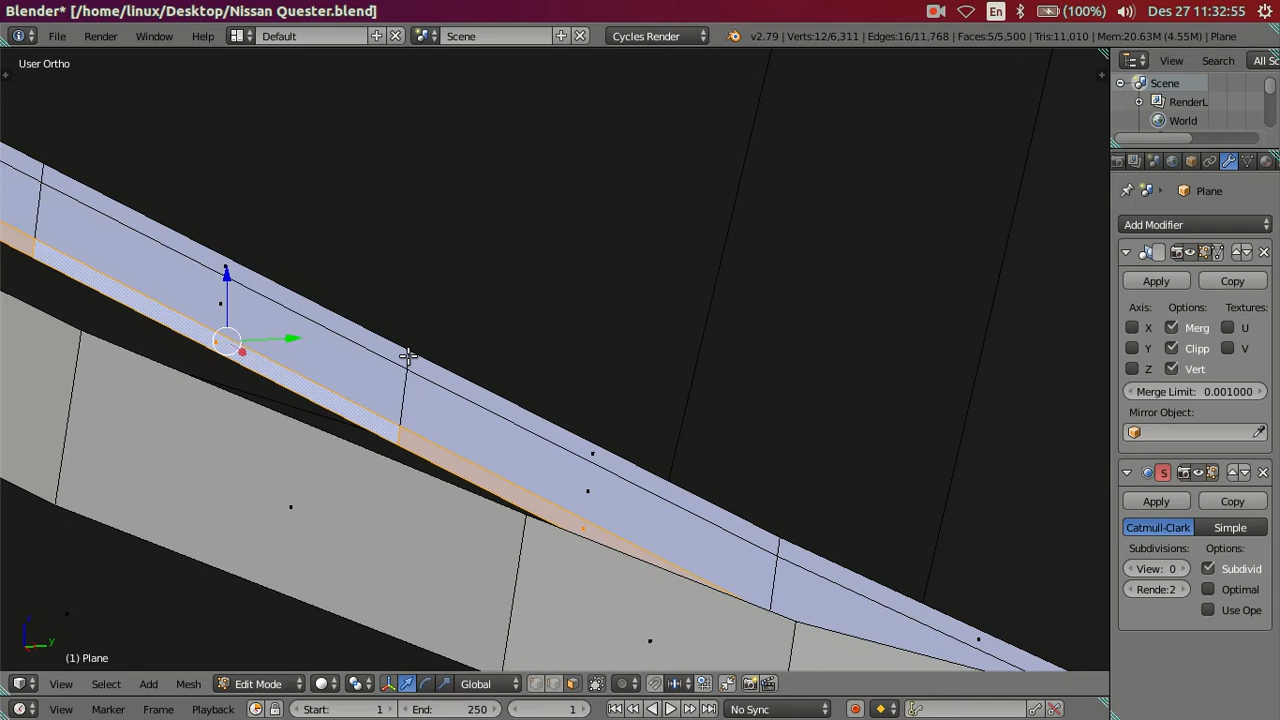 Blender* [/home/linux/Desktop/Nissan Quester.blend]
En (100%) Des 27 11:32:55
File Render Window Help Default Scene Cycles Render v2.79 | Verts:12/6,311 | Edges:16/11,768 | Faces:5/5,500 | Tris:11,010 | Mem:20.63M (4.55M) | Plane
View Search All Sc
User Ortho
Scene
RenderL
World
Plane
Add Modifier
Apply Copy
Axis: Options: Textures:
X Merg U
Y Clipp V
Z Vert
Merge Limit: 0.001000
Mirror Object:
S
Apply Copy
Catmull-Clark Simple
Subdivisions: Options:
View: 0 Subdivid
Rende:2 Optimal
Use Ope
z
y
(1) Plane
View Select Add Mesh Edit Mode Global
View Marker Frame Playback Start: 1 End: 250 1 No Sync